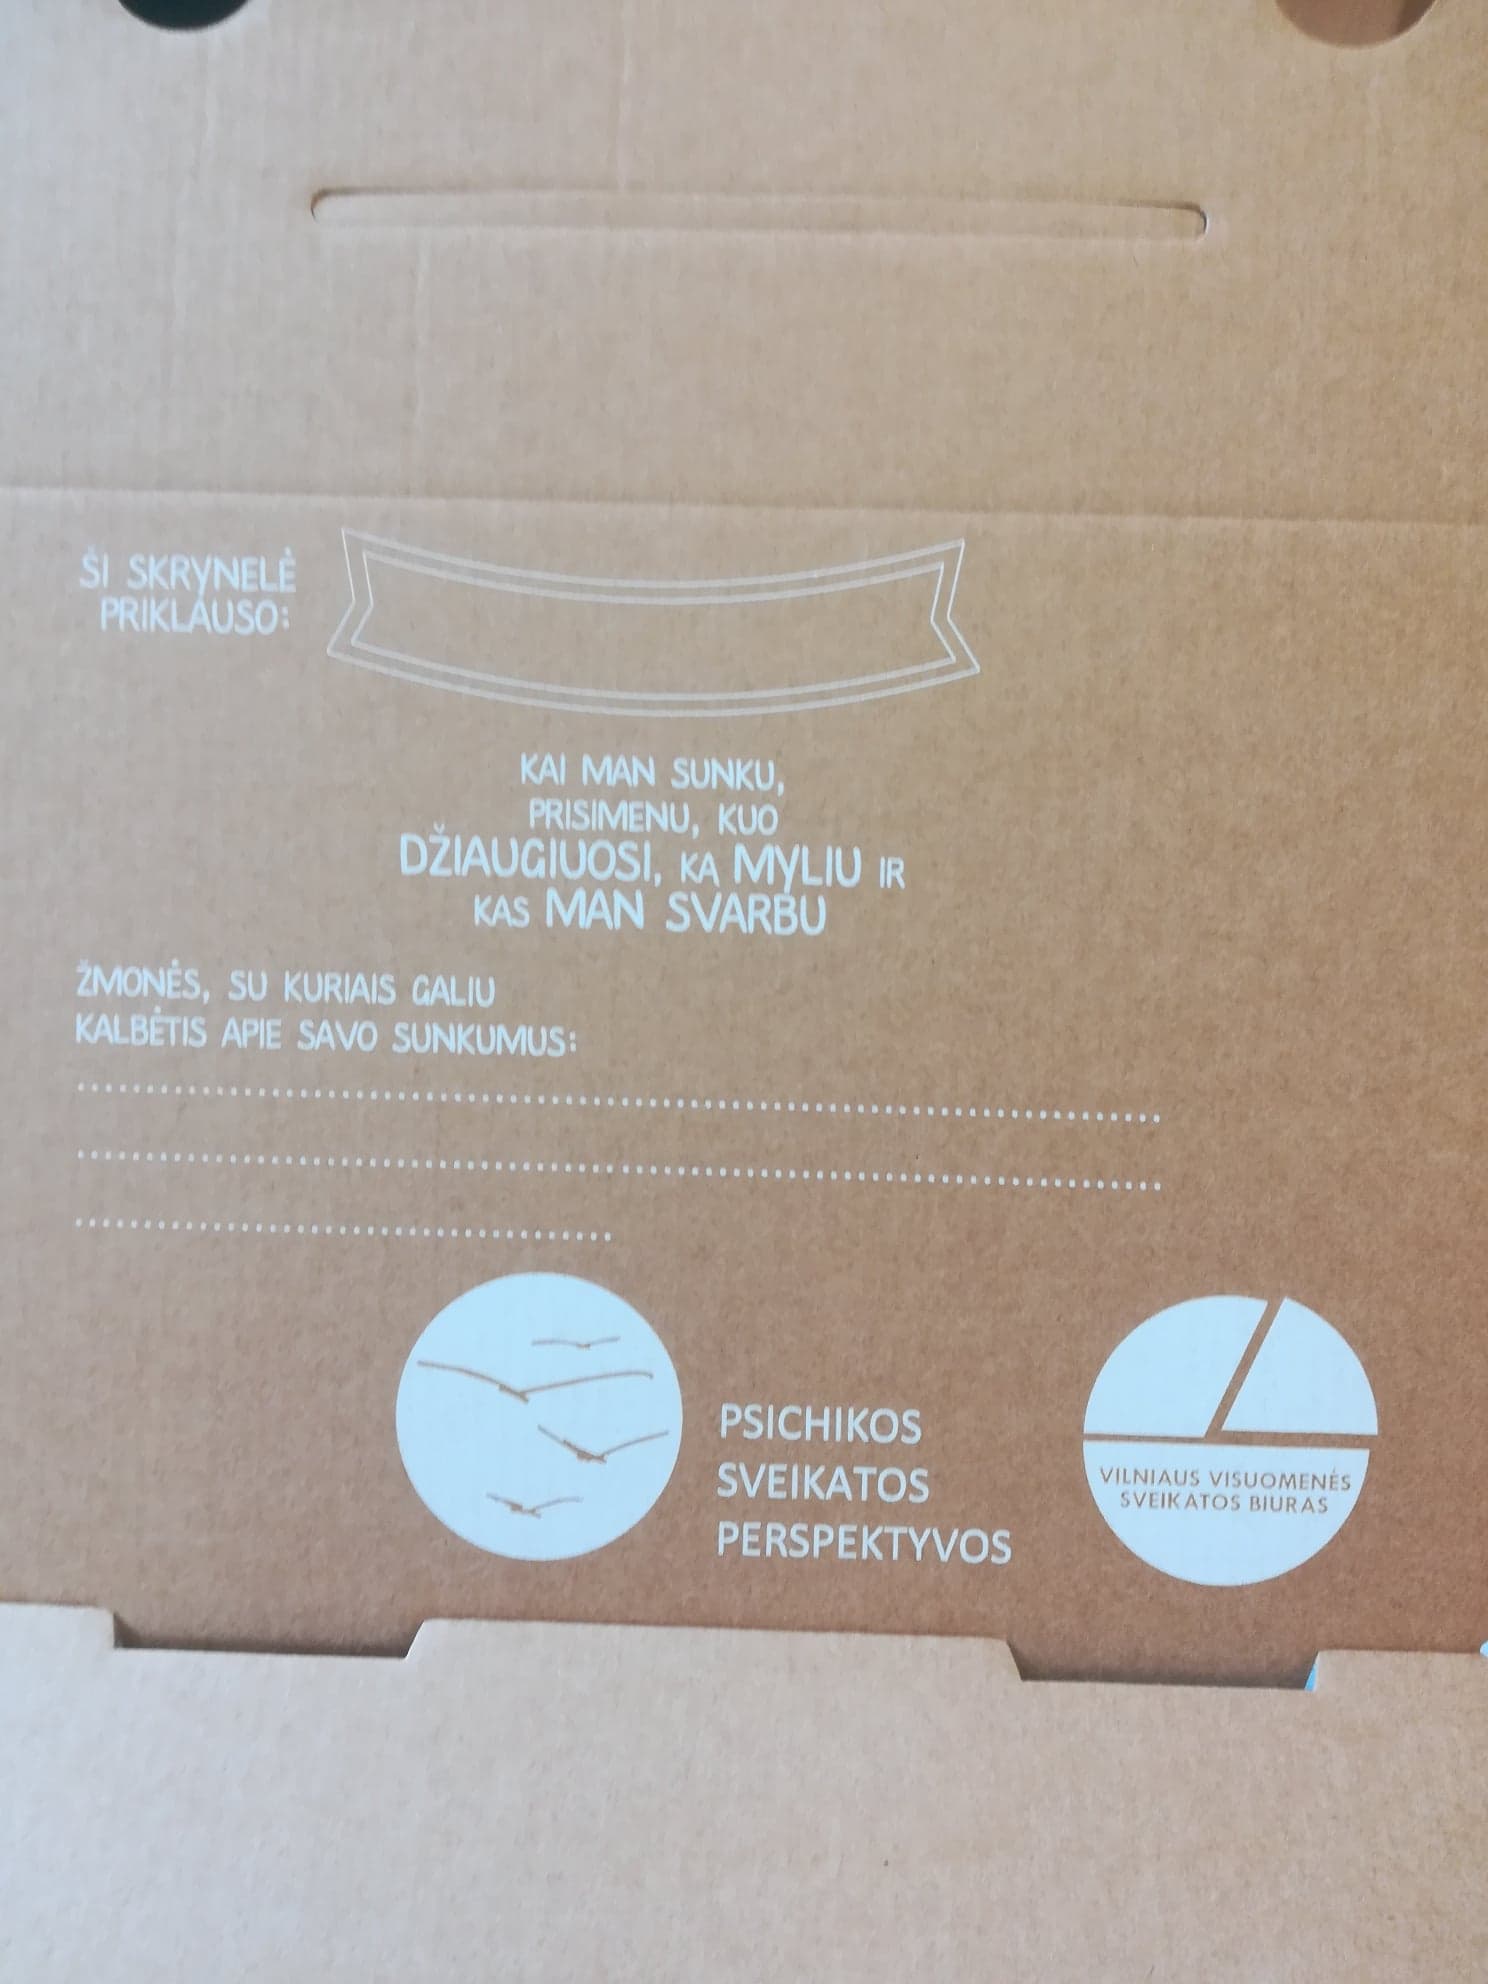 ŠI SKRYNELĖ
PRIKLAUSO:
KAI MAN SUNKU,
PRISIMENU, KUO
DŽIAUGIUOSI, KA MYLIU IR
KAS MAN SVARBU
ŽMONĖS, SU KURIAIS GALIU
KALBĖTIS APIE SAVO SUNKUMUS:
PSICHIKOS
SVEIKATOS
PERSPEKTYVOS
VILNIAUS VISUOMENĖS
SVEIKATOS BIURAS